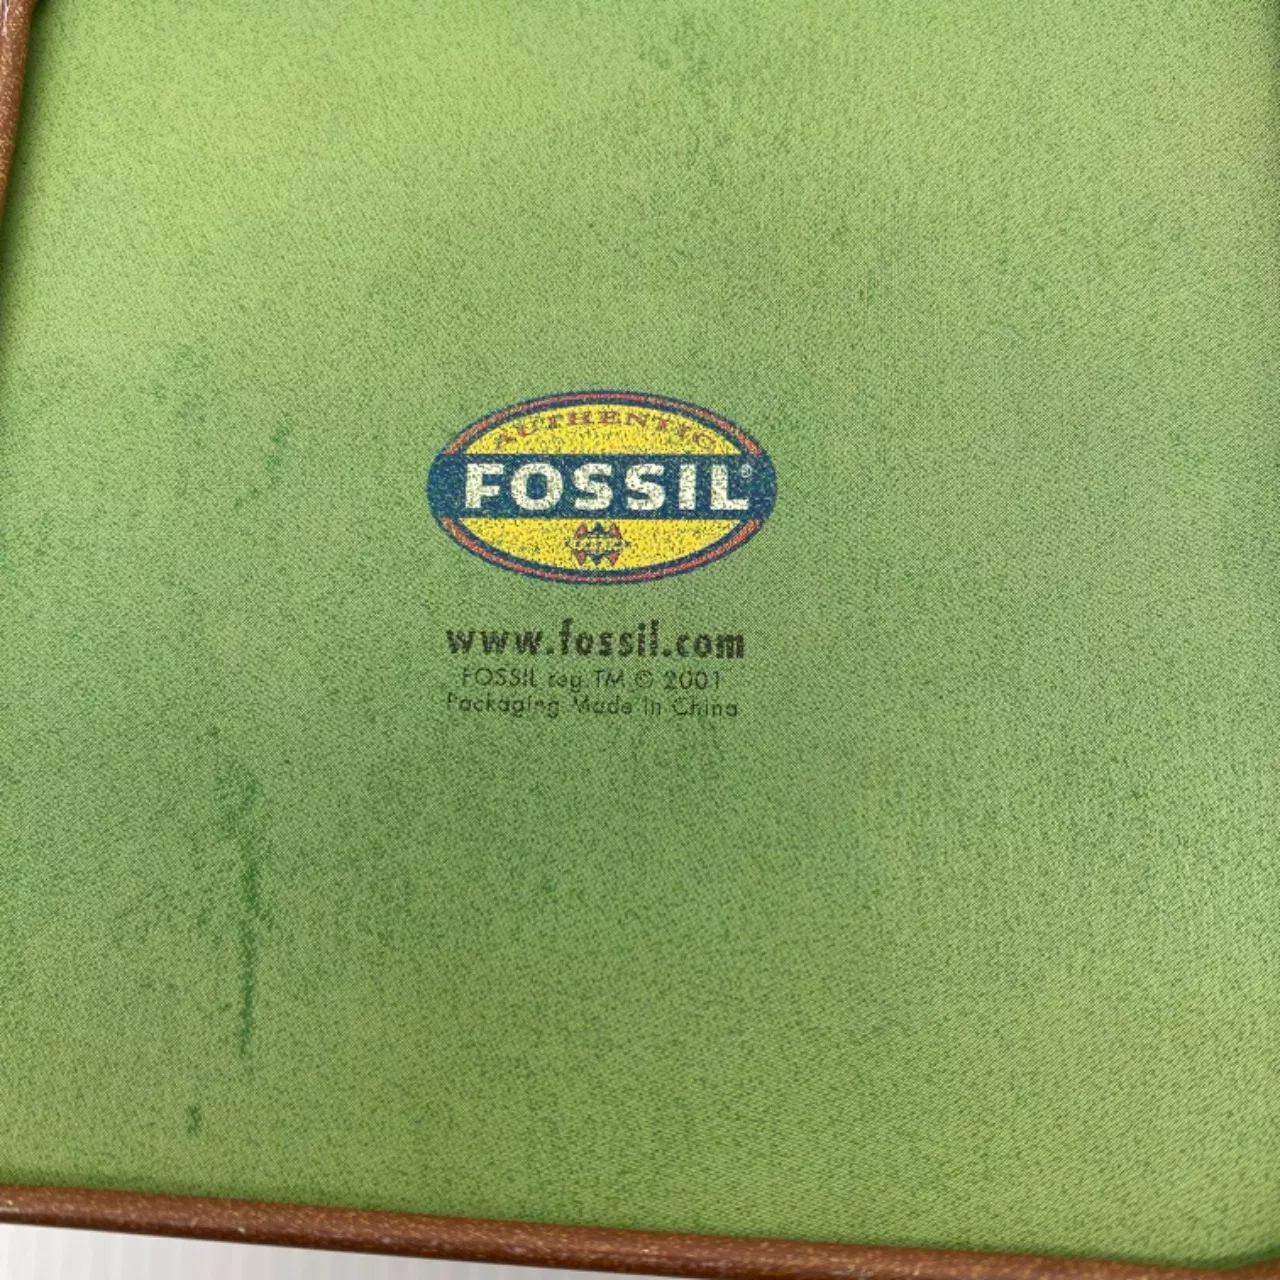 AUTHENTIC
FOSSIL®
www.fossil.com
FOSSIL reg. TM © 2001
Packaging Made in China